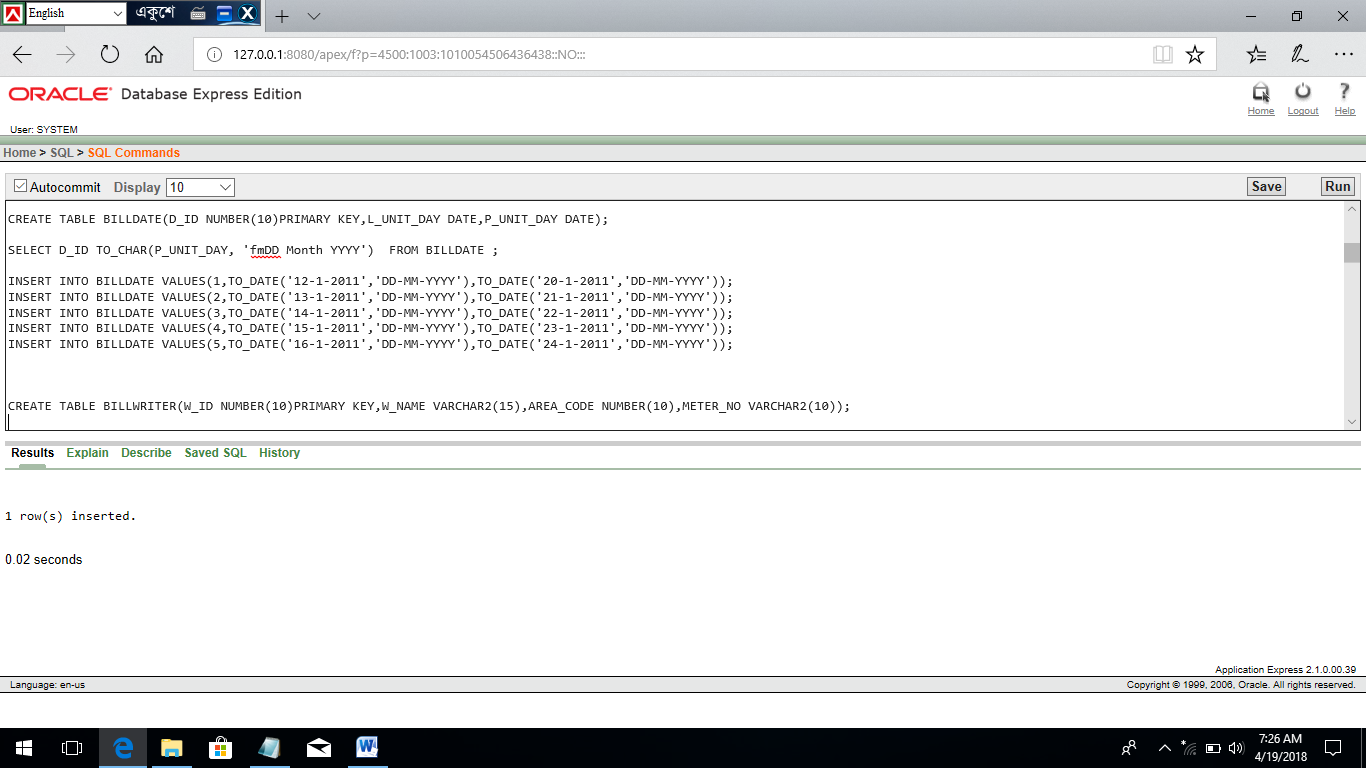 English
একুশে
127.0.0.1:8080/apex/f?p=4500:1003:1010054506436438::NO:::
ORACLE Database Express Edition
Home Logout Help
User: SYSTEM
Home > SQL > SQL Commands
Autocommit Display 10 Save Run
CREATE TABLE BILLDATE(D_ID NUMBER(10)PRIMARY KEY,L_UNIT_DAY DATE,P_UNIT_DAY DATE);
SELECT D_ID TO_CHAR(P_UNIT_DAY, 'fmDD Month YYYY')  FROM BILLDATE ;
INSERT INTO BILLDATE VALUES(1,TO_DATE('12-1-2011','DD-MM-YYYY'),TO_DATE('20-1-2011','DD-MM-YYYY'));
INSERT INTO BILLDATE VALUES(2,TO_DATE('13-1-2011','DD-MM-YYYY'),TO_DATE('21-1-2011','DD-MM-YYYY'));
INSERT INTO BILLDATE VALUES(3,TO_DATE('14-1-2011','DD-MM-YYYY'),TO_DATE('22-1-2011','DD-MM-YYYY'));
INSERT INTO BILLDATE VALUES(4,TO_DATE('15-1-2011','DD-MM-YYYY'),TO_DATE('23-1-2011','DD-MM-YYYY'));
INSERT INTO BILLDATE VALUES(5,TO_DATE('16-1-2011','DD-MM-YYYY'),TO_DATE('24-1-2011','DD-MM-YYYY'));
CREATE TABLE BILLWRITER(W_ID NUMBER(10)PRIMARY KEY,W_NAME VARCHAR2(15),AREA_CODE NUMBER(10),METER_NO VARCHAR2(10));
Results Explain Describe Saved SQL History
1 row(s) inserted.
0.02 seconds
Application Express 2.1.0.00.39
Language: en-us Copyright © 1999, 2006, Oracle. All rights reserved.
7:26 AM
4/19/2018